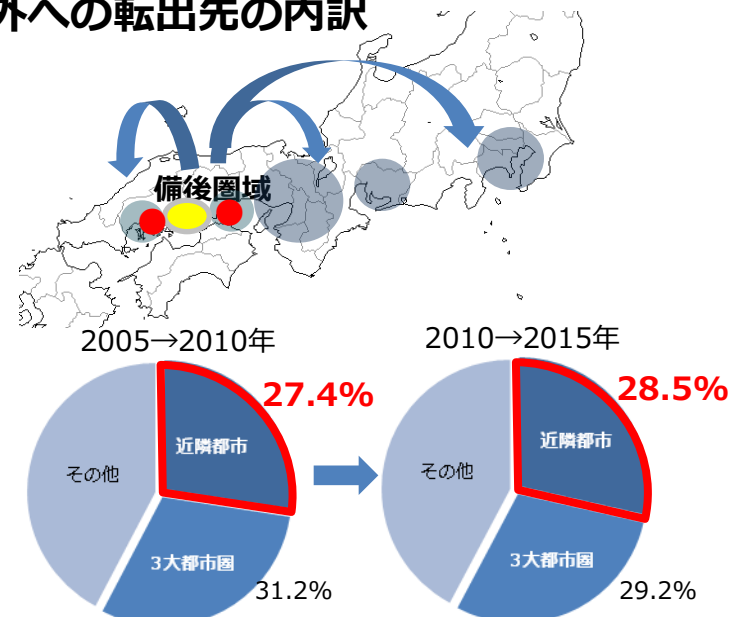 外への転出先の内訳
備後圏域
2005→2010年
2010→2015年
27.4%
28.5%
近隣都市
近隣都市
その他
その他
3大都市圏
3大都市圏
31.2%
29.2%